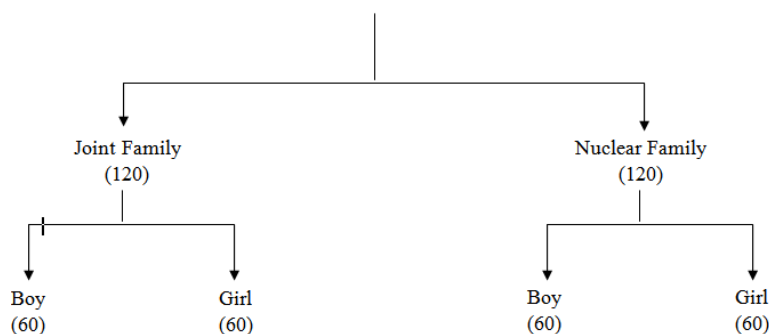 Joint Family
(120)
Nuclear Family
(120)
Boy
(60)
Girl
(60)
Boy
(60)
Girl
(60)